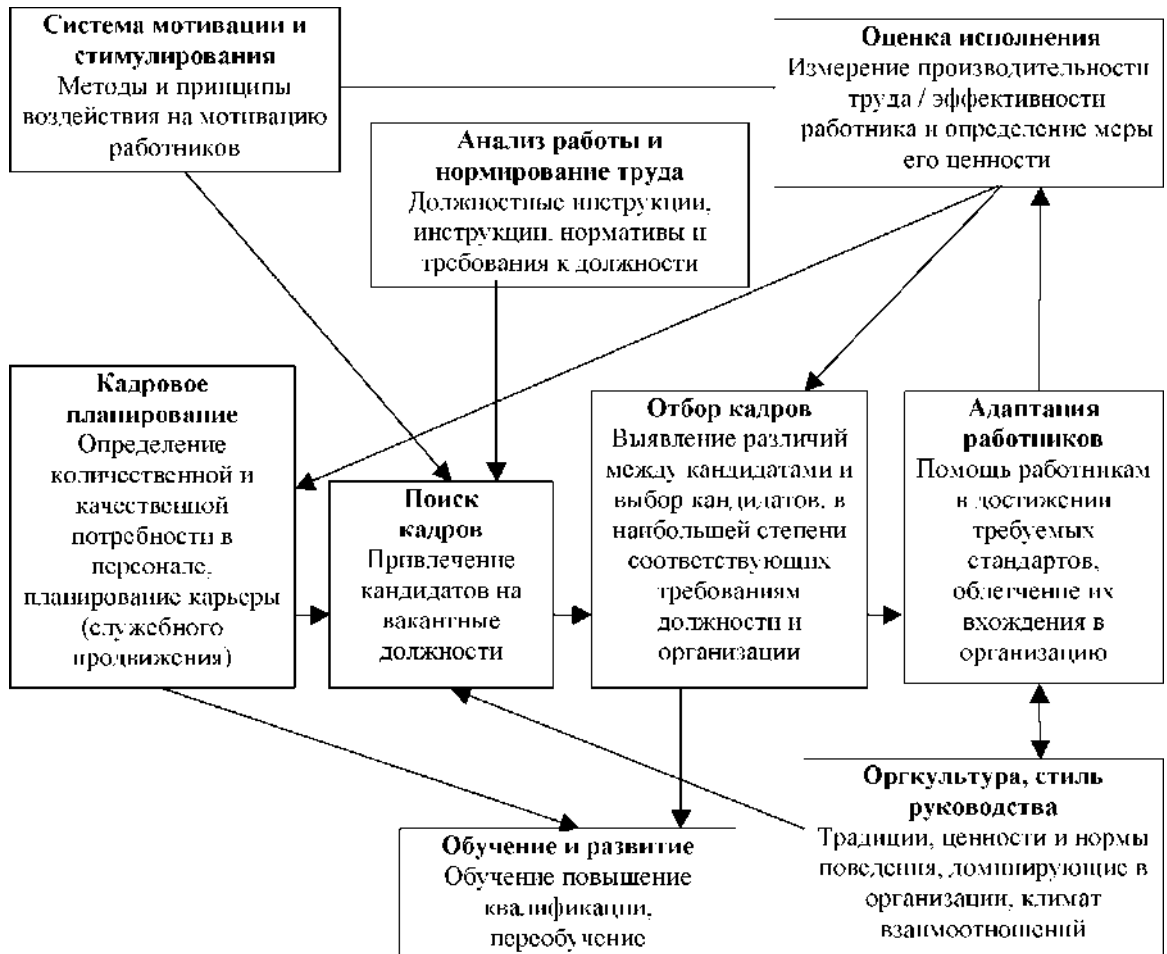 Система мотивации и
стимулирования
Методы и принципы
воздействия на мотивацию
работников
Оценка исполнения
Измерение производительности
труда / эффективности
работника и определение меры
его ценности
Анализ работы и
нормирование труда
Должностные инструкции,
инструкции, нормативы и
требования к должности
Кадровое
планирование
Определение
количественной и
качественной
потребности в
персонале,
планирование карьеры
(служебного
продвижения)
Поиск
кадров
Привлечение
кандидатов на
вакантные
должности
Отбор кадров
Выявление различий
между кандидатами и
выбор кандидатов, в
наибольшей степени
соответствующих
требованиям
должности и
организации
Адаптация
работников
Помощь работникам
в достижении
требуемых
стандартов,
облегчение их
вхождения в
организацию
Обучение и развитие
Обучение повышение
квалификации,
переобучение
Оргкультура, стиль
руководства
Традиции, ценности и нормы
поведения, доминирующие в
организации, климат
взаимоотношений